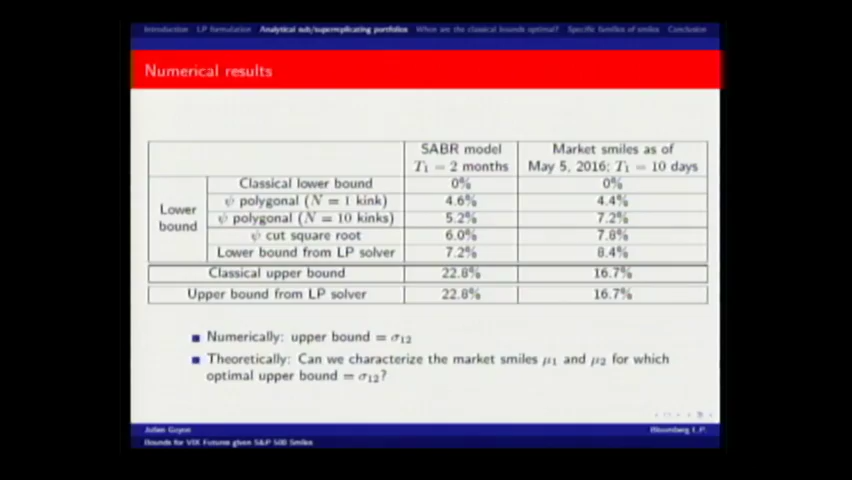 Introduction LP formulation Analytical sub/superreplicating portfolios When are the classical bounds optimal? Specific families of smiles Conclusion
Numerical results
SABR model Market smiles as of
T₁ = 2 months May 5, 2016; T₁ = 10 days
Lower bound
Classical lower bound 0% 0%
ψ polygonal (N = 1 kink) 4.6% 4.4%
ψ polygonal (N = 10 kinks) 5.2% 7.2%
ψ cut square root 6.0% 7.8%
Lower bound from LP solver 7.2% 8.4%
Classical upper bound 22.8% 16.7%
Upper bound from LP solver 22.8% 16.7%
Numerically: upper bound = σ₁₂
Theoretically: Can we characterize the market smiles μ₁ and μ₂ for which
optimal upper bound = σ₁₂?
Julien Guyon Bloomberg L.P.
Bounds for VIX Futures given S&P 500 Smiles